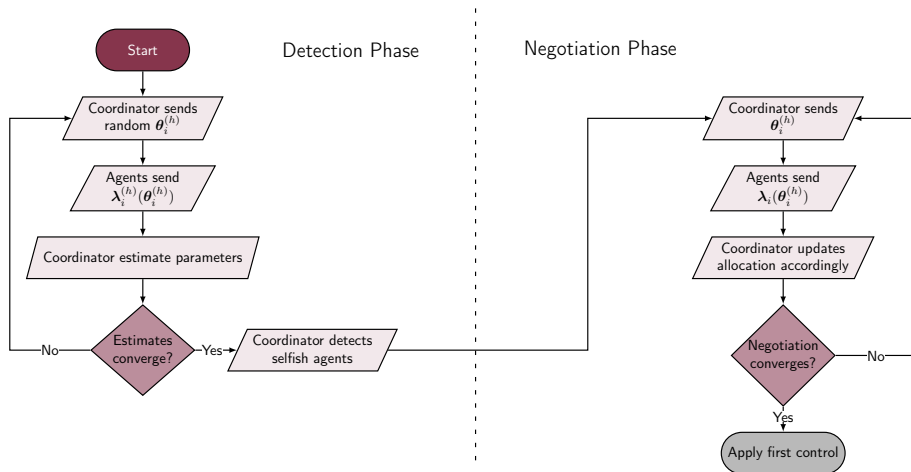 Detection Phase
Negotiation Phase
Start
Coordinator sends
random θ_i^{(h)}
Agents send
λ_i^{(h)}(θ_i^{(h)})
Coordinator estimate parameters
Estimates
converge?
No
Yes
Coordinator detects
selfish agents
Coordinator sends
θ_i^{(h)}
Agents send
λ_i(θ_i^{(h)})
Coordinator updates
allocation accordingly
Negotiation
converges?
No
Yes
Apply first control